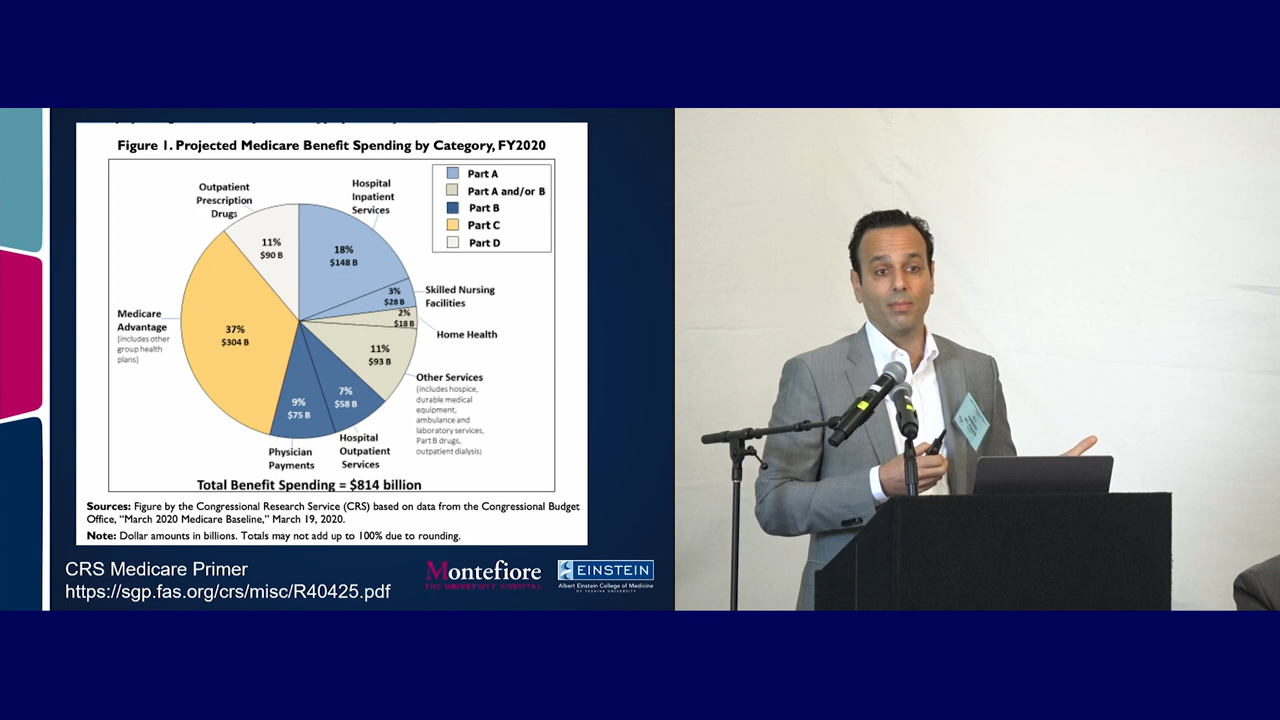 Figure 1. Projected Medicare Benefit Spending by Category, FY2020
Part A
Part A and/or B
Part B
Part C
Part D
Outpatient
Prescription
Drugs
11%
$90 B
Hospital
Inpatient
Services
18%
$148 B
3%
$28 B
Skilled Nursing
Facilities
2%
$18 B
Home Health
Medicare
Advantage
(includes other
group health
plans)
37%
$304 B
11%
$93 B
Other Services
(includes hospice,
durable medical
equipment,
ambulance and
laboratory services,
Part B drugs,
outpatient dialysis)
9%
$75 B
7%
$58 B
Physician
Payments
Hospital
Outpatient
Services
Total Benefit Spending = $814 billion
Sources: Figure by the Congressional Research Service (CRS) based on data from the Congressional Budget
Office, “March 2020 Medicare Baseline,” March 19, 2020.
Note: Dollar amounts in billions. Totals may not add up to 100% due to rounding.
CRS Medicare Primer
https://sgp.fas.org/crs/misc/R40425.pdf
Montefiore
THE UNIVERSITY HOSPITAL
EINSTEIN
Albert Einstein College of Medicine
OF YESHIVA UNIVERSITY